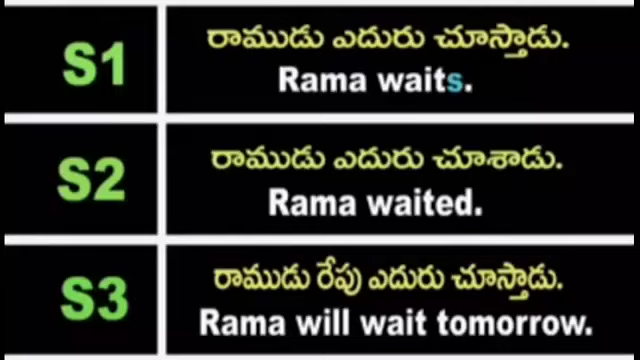 S1
రాముడు ఎదురు చూస్తాడు.
Rama waits.
S2
రాముడు ఎదురు చూశాడు.
Rama waited.
S3
రాముడు రేపు ఎదురు చూస్తాడు.
Rama will wait tomorrow.